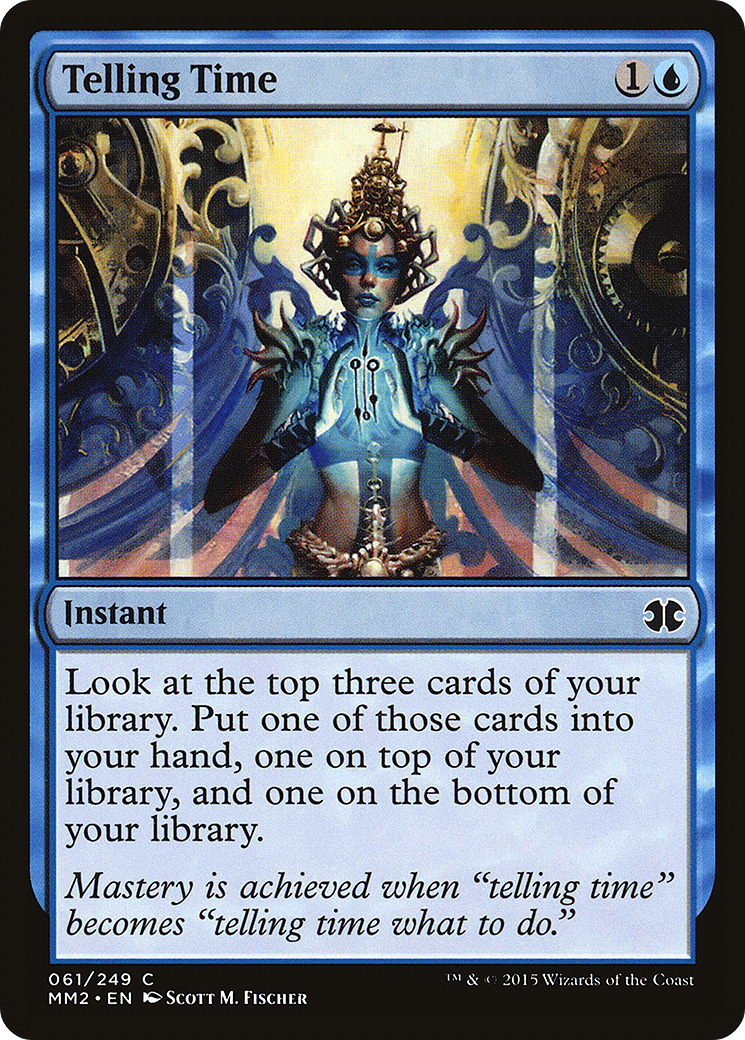 Telling Time 1
Instant
Look at the top three cards of your
library. Put one of those cards into
your hand, one on top of your
library, and one on the bottom of
your library.
Mastery is achieved when “telling time”
becomes “telling time what to do.”
061/249 C
MM2 • EN Scott M. Fischer
™ & © 2015 Wizards of the Coast